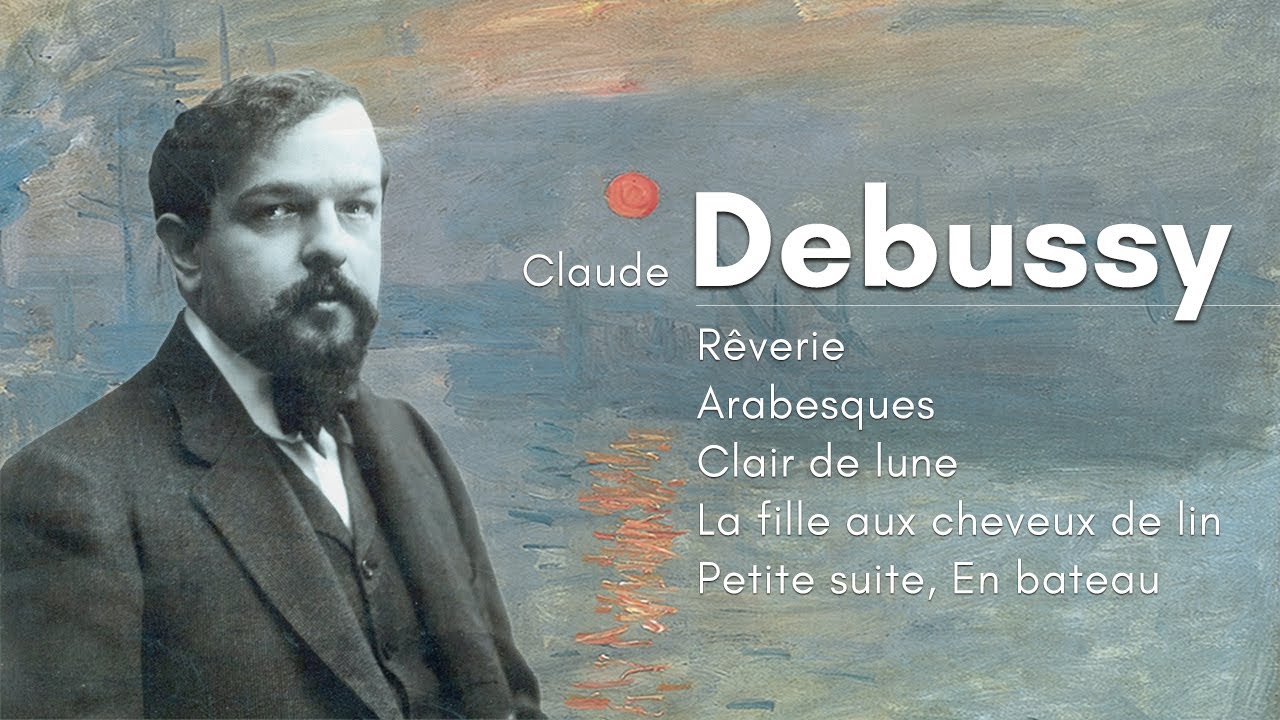 Claude Debussy
Rêverie
Arabesques
Clair de lune
La fille aux cheveux de lin
Petite suite, En bateau